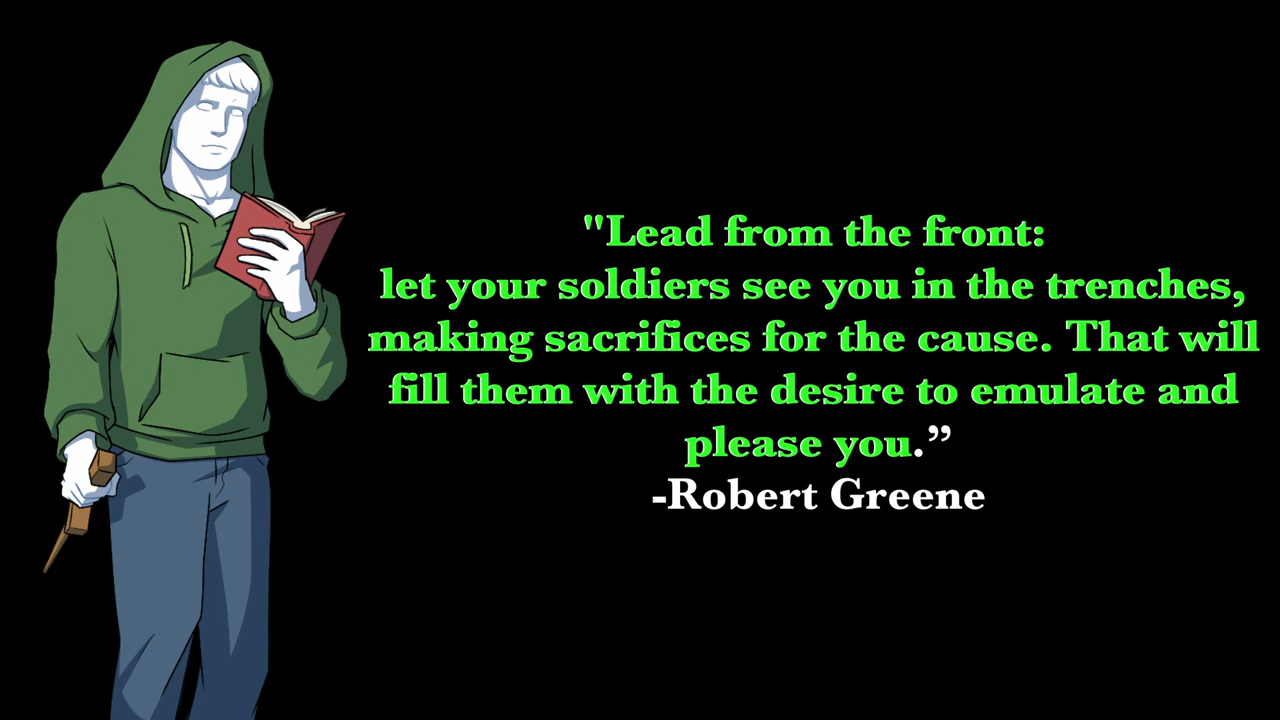 "Lead from the front:
let your soldiers see you in the trenches,
making sacrifices for the cause. That will
fill them with the desire to emulate and
please you.”
-Robert Greene